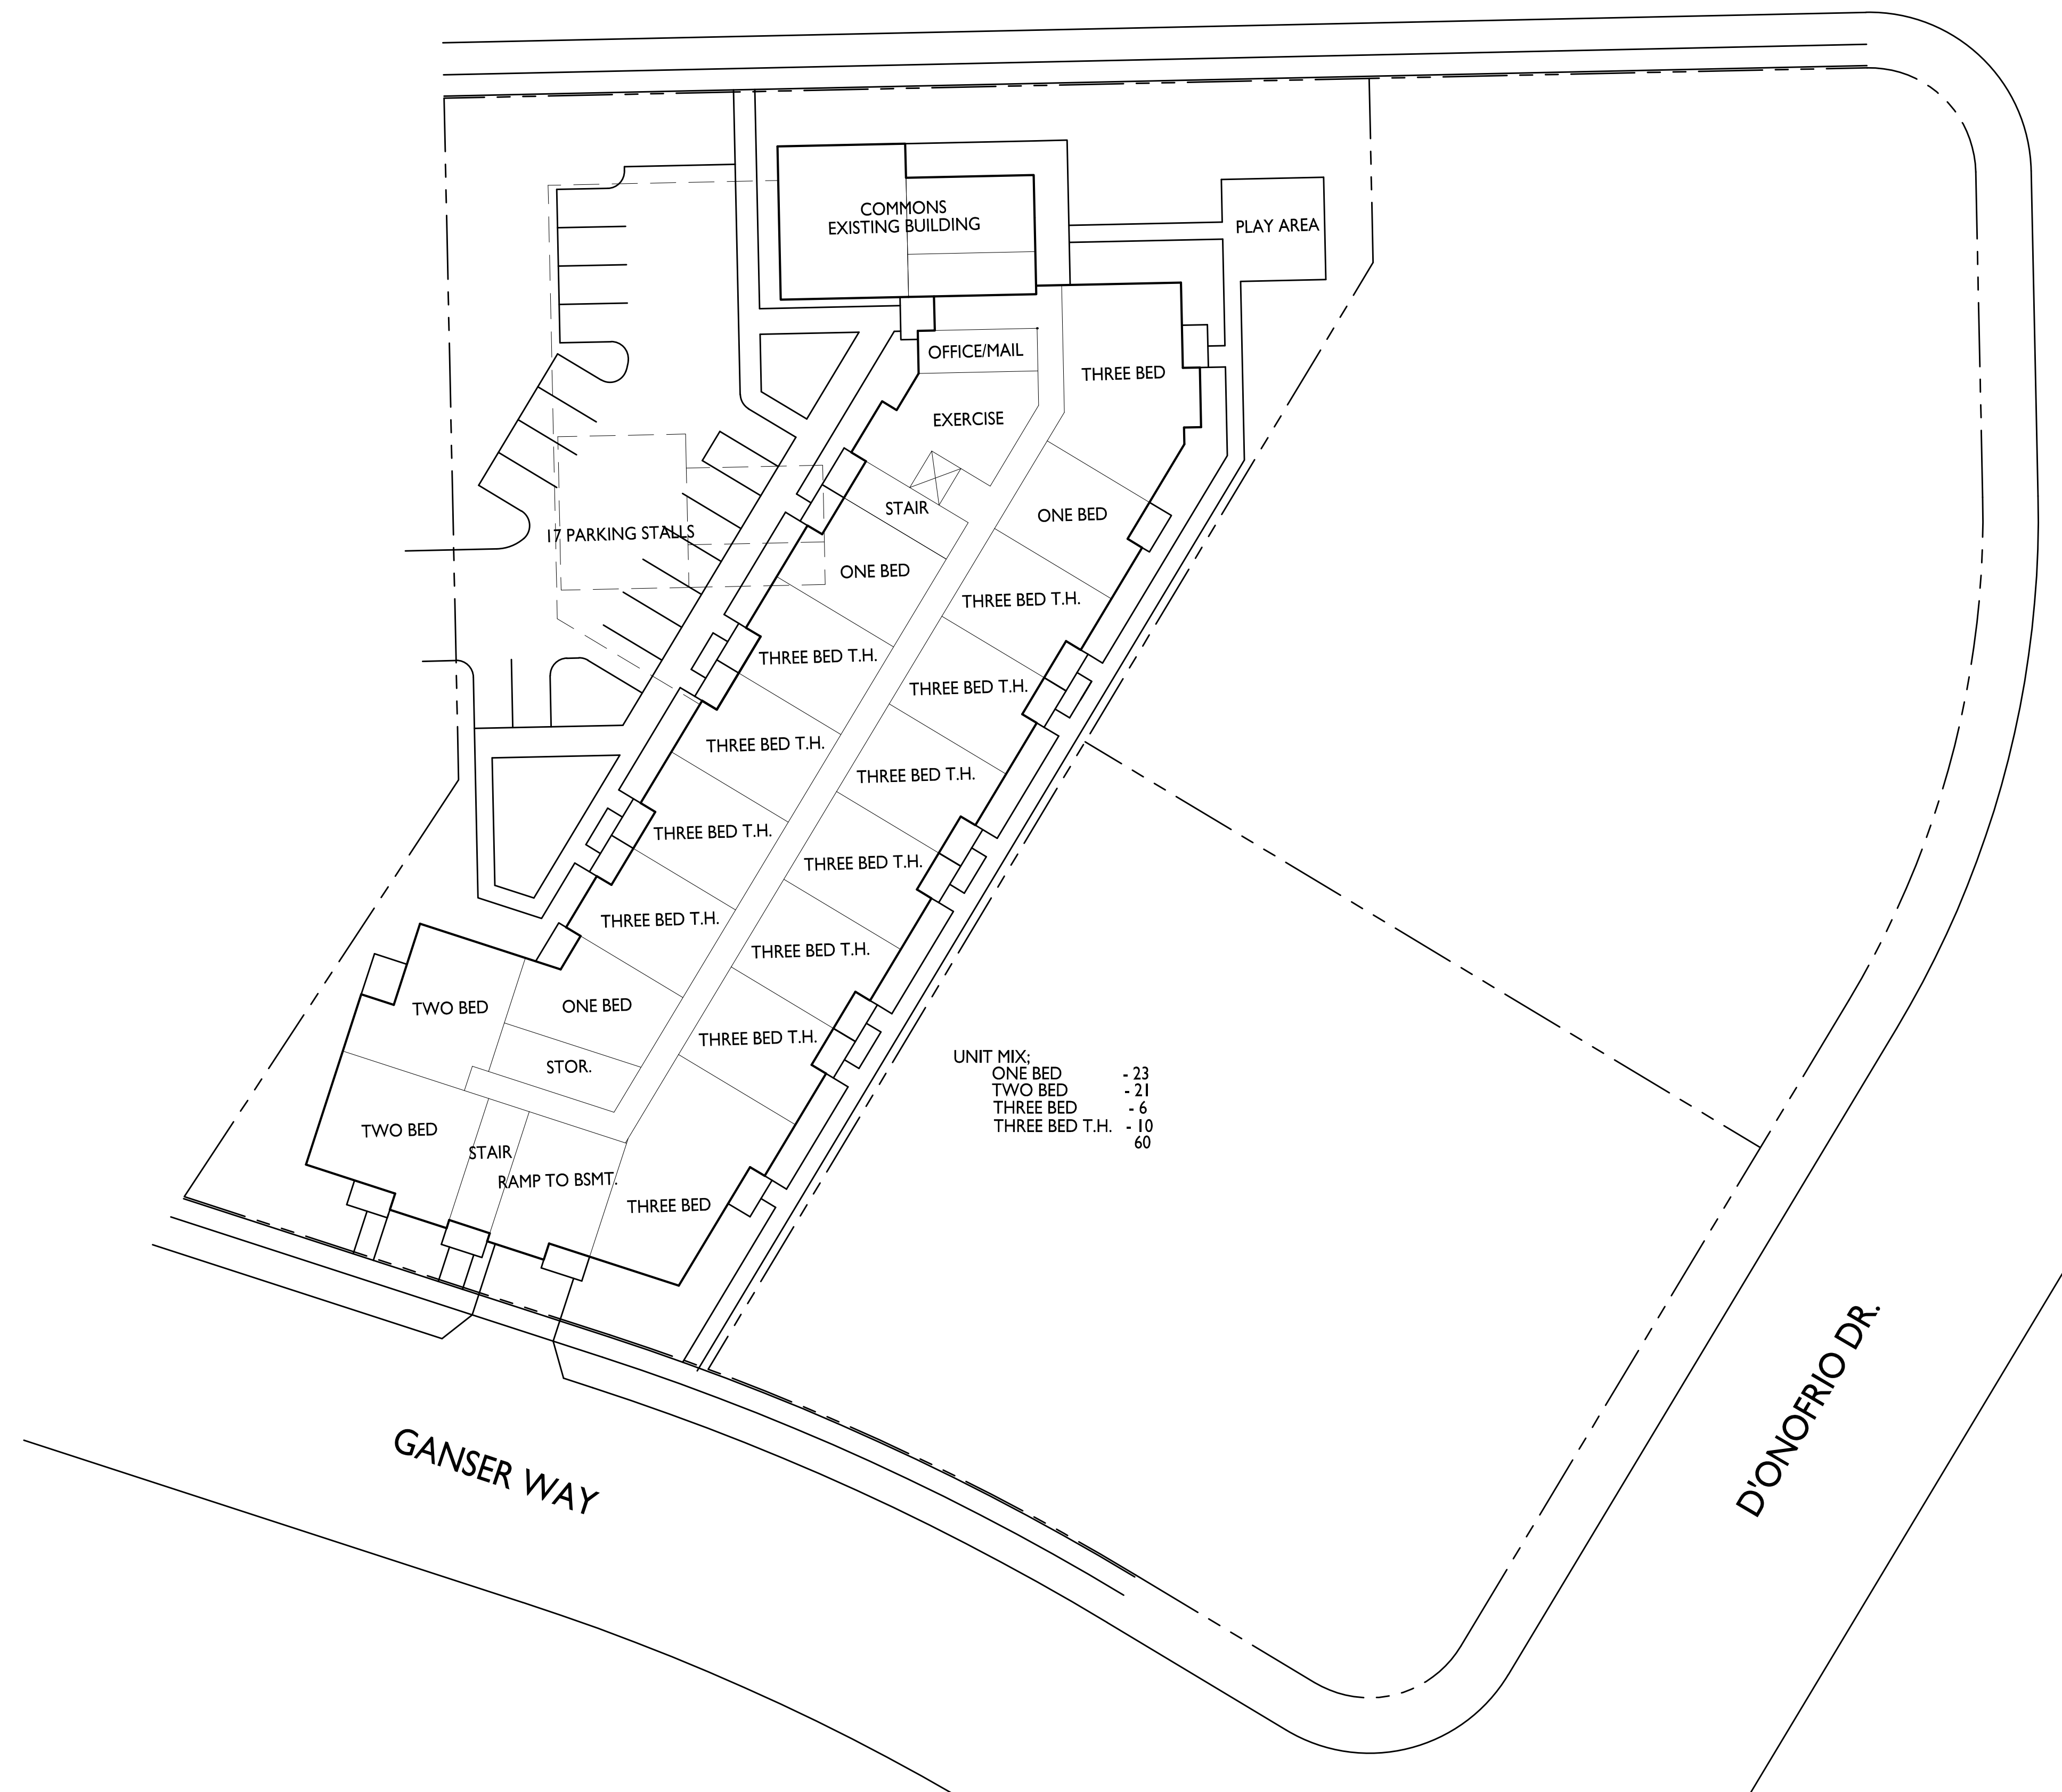 COMMONS
EXISTING BUILDING
PLAY AREA
OFFICE/MAIL
THREE BED
EXERCISE
STAIR
ONE BED
17 PARKING STALLS
ONE BED
THREE BED T.H.
THREE BED T.H.
THREE BED T.H.
THREE BED T.H.
THREE BED T.H.
THREE BED T.H.
THREE BED T.H.
THREE BED T.H.
THREE BED T.H.
TWO BED
ONE BED
THREE BED T.H.
STOR.
UNIT MIX;
ONE BED - 23
TWO BED - 21
THREE BED - 6
THREE BED T.H. - 10
60
TWO BED
STAIR
RAMP TO BSMT.
THREE BED
GANSER WAY
D'ONOFRIO DR.